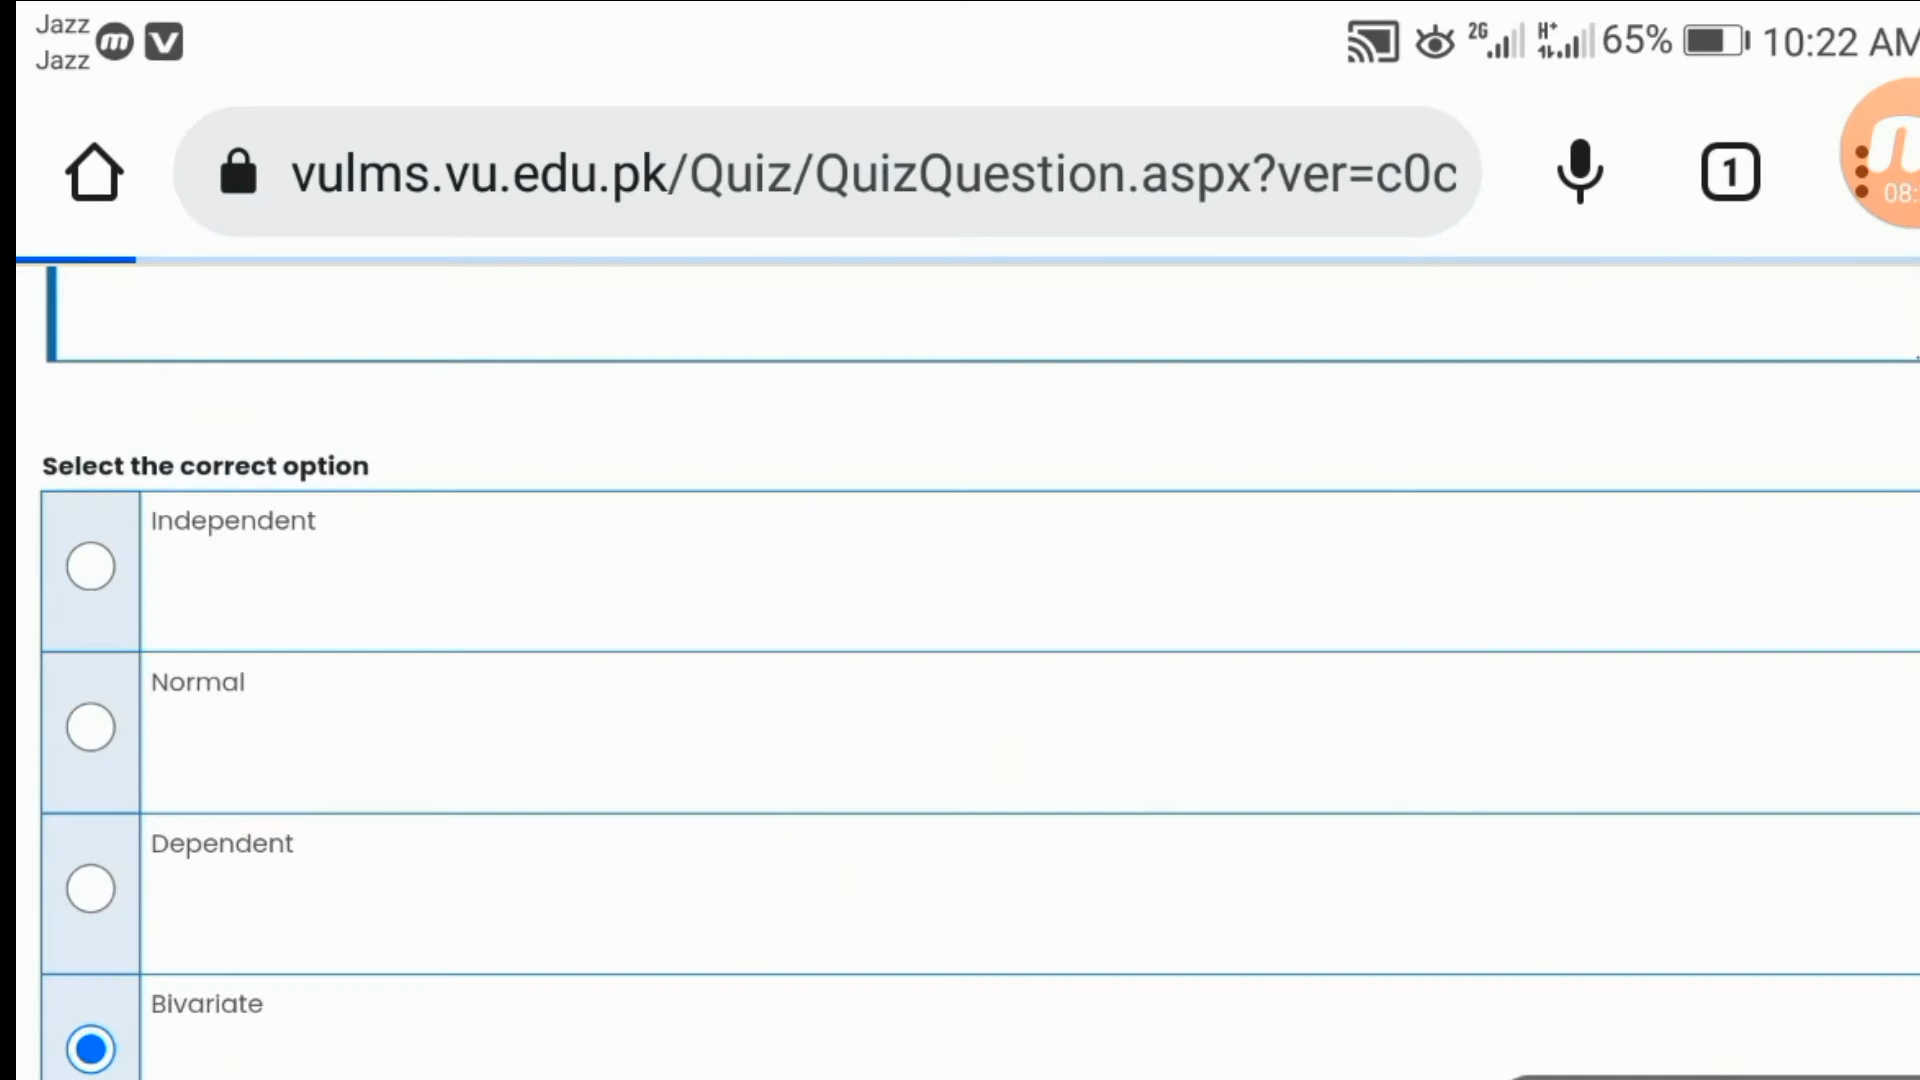 Jazz
Jazz
2G H+ 65% 10:22 AM
vulms.vu.edu.pk/Quiz/QuizQuestion.aspx?ver=c0c
1
08:
Select the correct option
Independent
Normal
Dependent
Bivariate